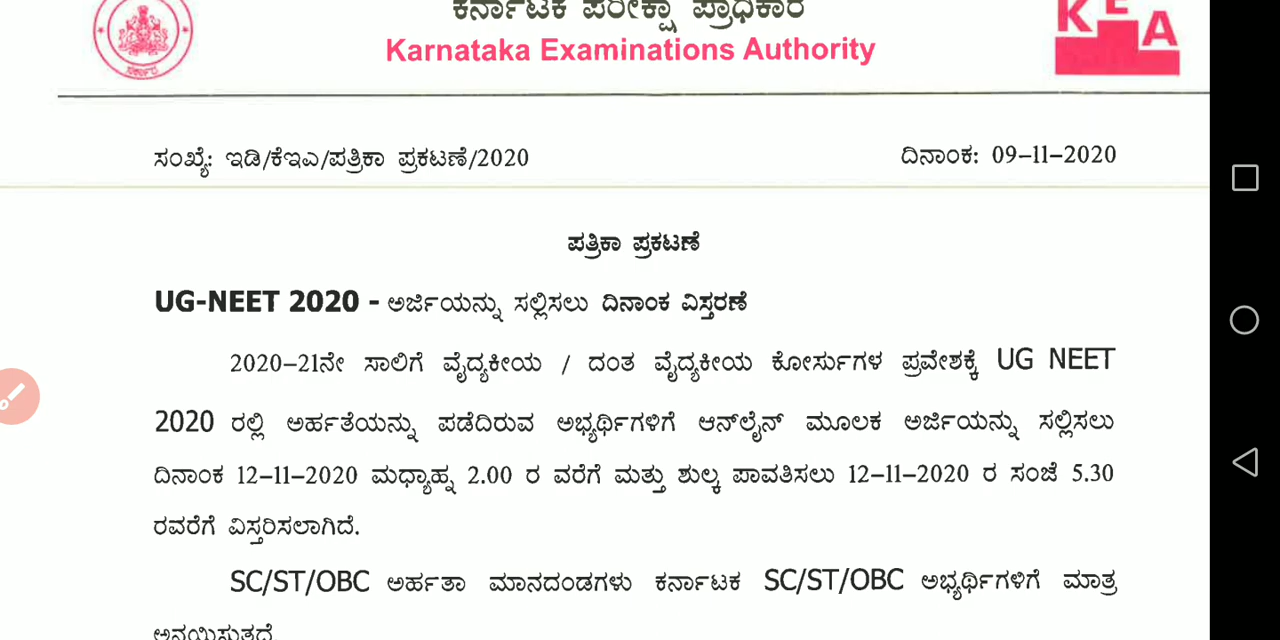 ಕರ್ನಾಟಕ ಪರೀಕ್ಷಾ ಪ್ರಾಧಿಕಾರ
Karnataka Examinations Authority
KEA
ಸಂಖ್ಯೆ: ಇಡಿ/ಕೆಇಎ/ಪತ್ರಿಕಾ ಪ್ರಕಟಣೆ/2020 ದಿನಾಂಕ: 09-11-2020
ಪತ್ರಿಕಾ ಪ್ರಕಟಣೆ
UG-NEET 2020 - ಅರ್ಜಿಯನ್ನು ಸಲ್ಲಿಸಲು ದಿನಾಂಕ ವಿಸ್ತರಣೆ
2020-21ನೇ ಸಾಲಿಗೆ ವೈದ್ಯಕೀಯ / ದಂತ ವೈದ್ಯಕೀಯ ಕೋರ್ಸುಗಳ ಪ್ರವೇಶಕ್ಕೆ UG NEET
2020 ರಲ್ಲಿ ಅರ್ಹತೆಯನ್ನು ಪಡೆದಿರುವ ಅಭ್ಯರ್ಥಿಗಳಿಗೆ ಆನ್‌ಲೈನ್ ಮೂಲಕ ಅರ್ಜಿಯನ್ನು ಸಲ್ಲಿಸಲು
ದಿನಾಂಕ 12-11-2020 ಮಧ್ಯಾಹ್ನ 2.00 ರ ವರೆಗೆ ಮತ್ತು ಶುಲ್ಕ ಪಾವತಿಸಲು 12-11-2020 ರ ಸಂಜೆ 5.30
ರವರೆಗೆ ವಿಸ್ತರಿಸಲಾಗಿದೆ.
SC/ST/OBC ಅರ್ಹತಾ ಮಾನದಂಡಗಳು ಕರ್ನಾಟಕ SC/ST/OBC ಅಭ್ಯರ್ಥಿಗಳಿಗೆ ಮಾತ್ರ
ಅನ್ವಯಿಸುತ್ತದೆ.